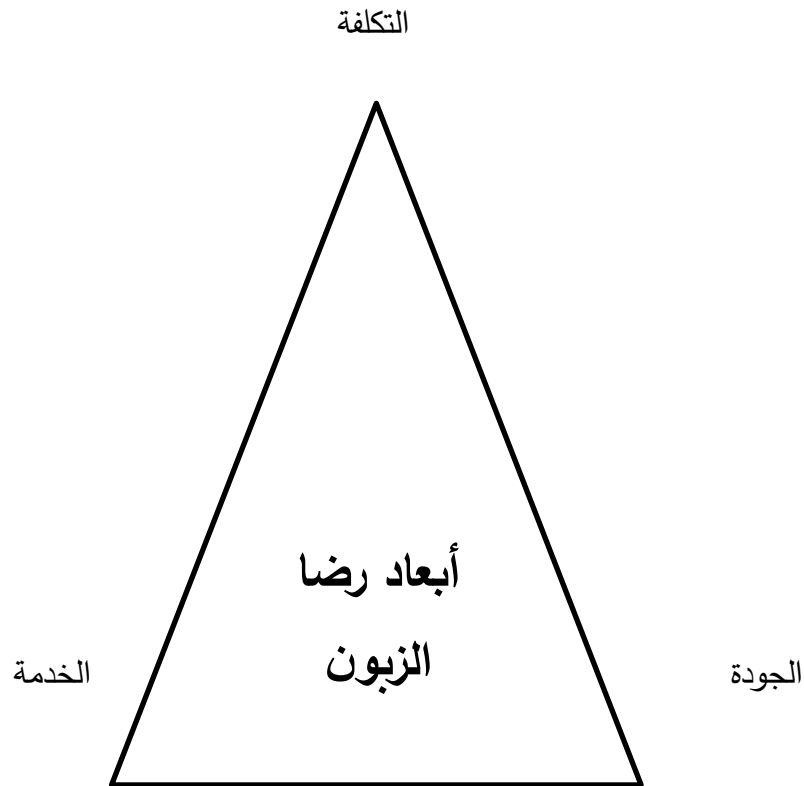 التكلفة
أبعاد رضا
الزبون
الجودة
الخدمة